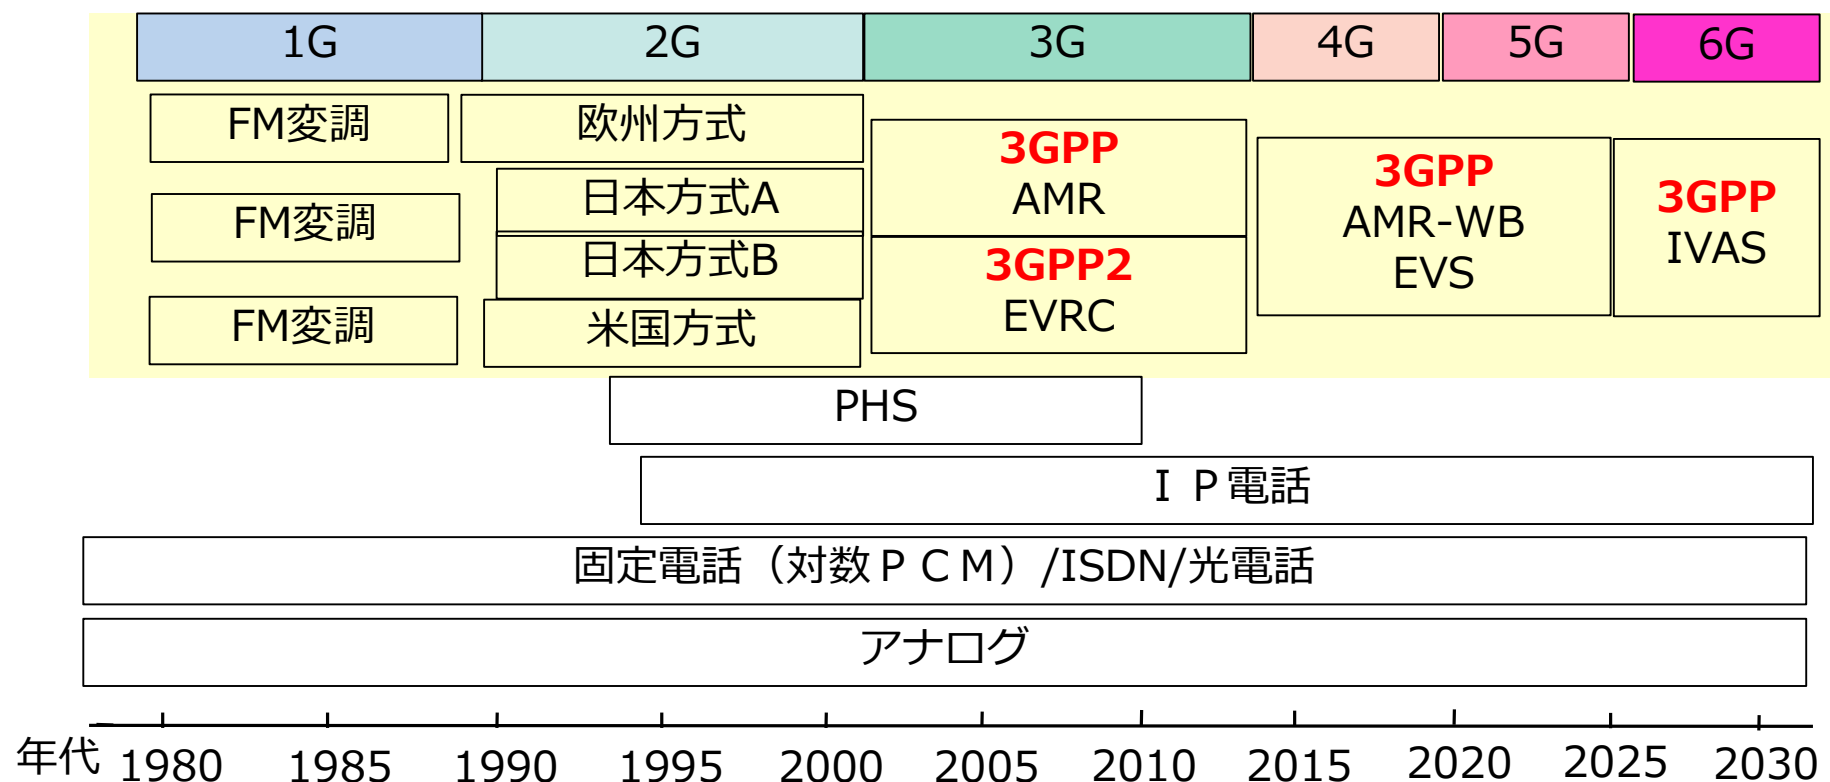 1G 2G 3G 4G 5G 6G
FM変調
FM変調
FM変調
欧州方式
日本方式A
日本方式B
米国方式
3GPP
AMR
3GPP2
EVRC
3GPP
AMR-WB
EVS
3GPP
IVAS
PHS
ＩＰ電話
固定電話（対数ＰＣＭ）/ISDN/光電話
アナログ
年代 1980 1985 1990 1995 2000 2005 2010 2015 2020 2025 2030